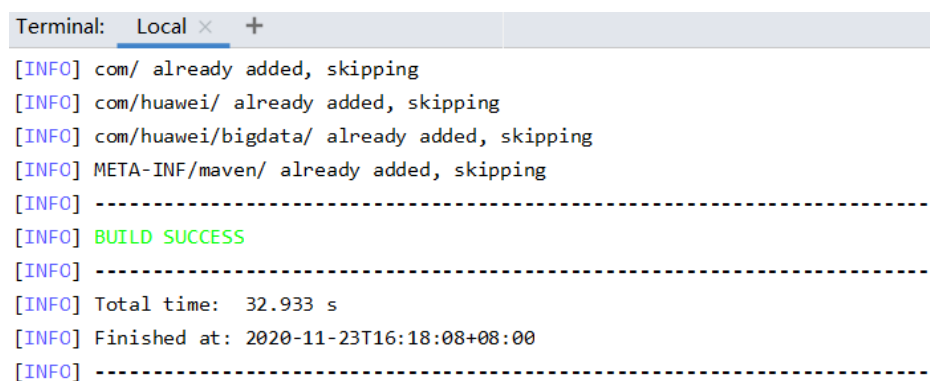 Terminal: Local × +
[INFO] com/ already added, skipping
[INFO] com/huawei/ already added, skipping
[INFO] com/huawei/bigdata/ already added, skipping
[INFO] META-INF/maven/ already added, skipping
[INFO] ------------------------------------------------------------------------
[INFO] BUILD SUCCESS
[INFO] ------------------------------------------------------------------------
[INFO] Total time:  32.933 s
[INFO] Finished at: 2020-11-23T16:18:08+08:00
[INFO] ------------------------------------------------------------------------